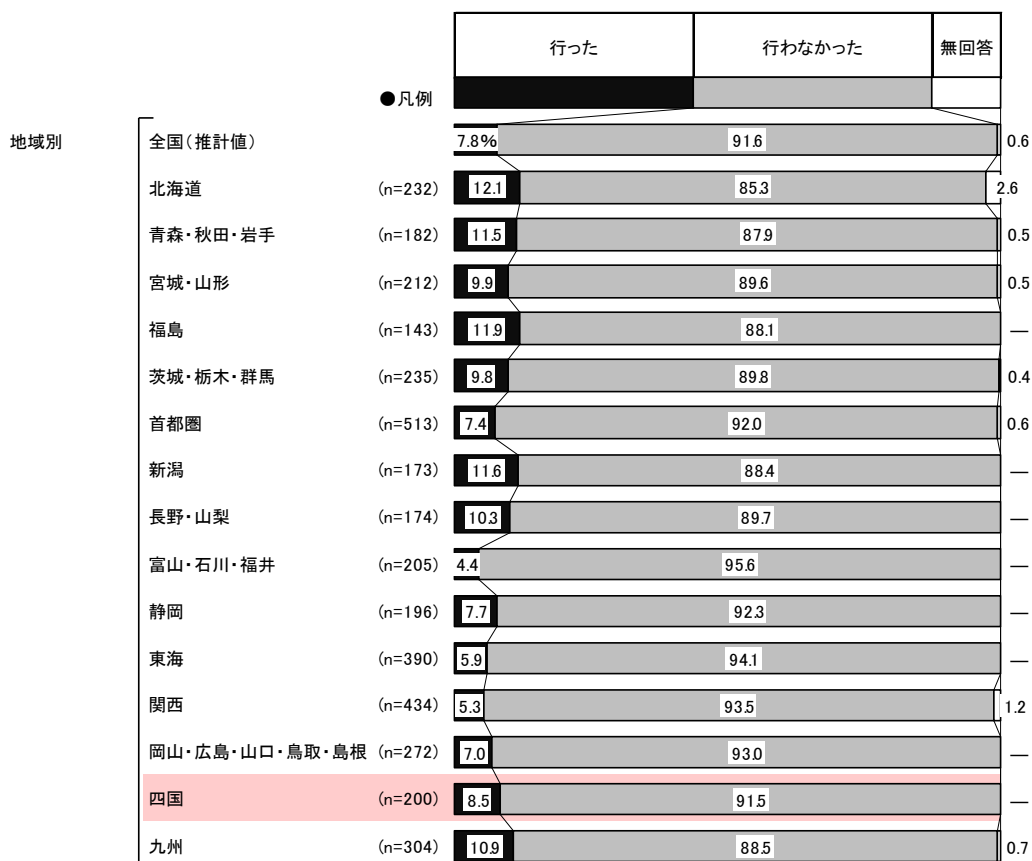 行った 行わなかった 無回答
●凡例
地域別 全国(推計値) 7.8% 91.6 0.6
北海道 (n=232) 12.1 85.3 2.6
青森・秋田・岩手 (n=182) 11.5 87.9 0.5
宮城・山形 (n=212) 9.9 89.6 0.5
福島 (n=143) 11.9 88.1 —
茨城・栃木・群馬 (n=235) 9.8 89.8 0.4
首都圏 (n=513) 7.4 92.0 0.6
新潟 (n=173) 11.6 88.4 —
長野・山梨 (n=174) 10.3 89.7 —
富山・石川・福井 (n=205) 4.4 95.6 —
静岡 (n=196) 7.7 92.3 —
東海 (n=390) 5.9 94.1 —
関西 (n=434) 5.3 93.5 1.2
岡山・広島・山口・鳥取・島根 (n=272) 7.0 93.0 —
四国 (n=200) 8.5 91.5 —
九州 (n=304) 10.9 88.5 0.7